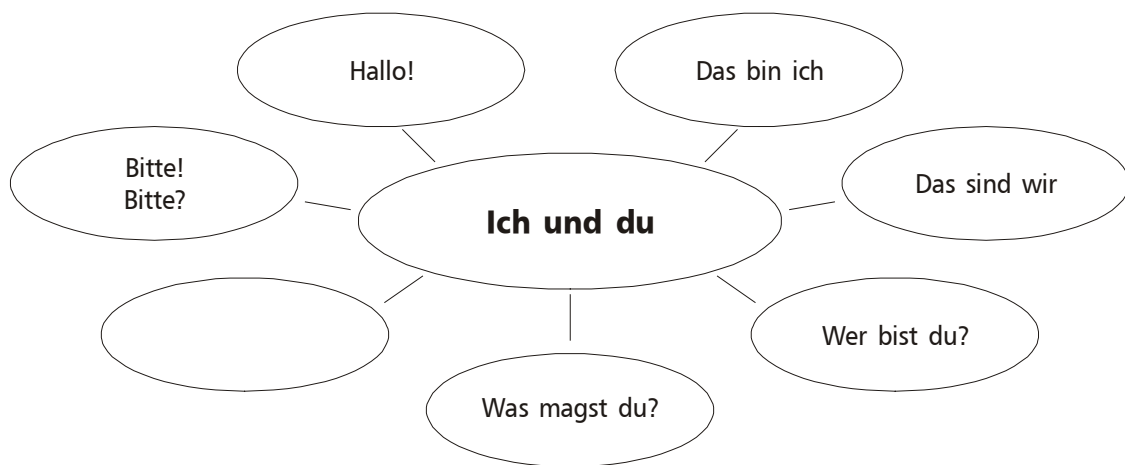 Hallo!
Das bin ich
Bitte!
Bitte?
Das sind wir
Ich und du
Wer bist du?
Was magst du?